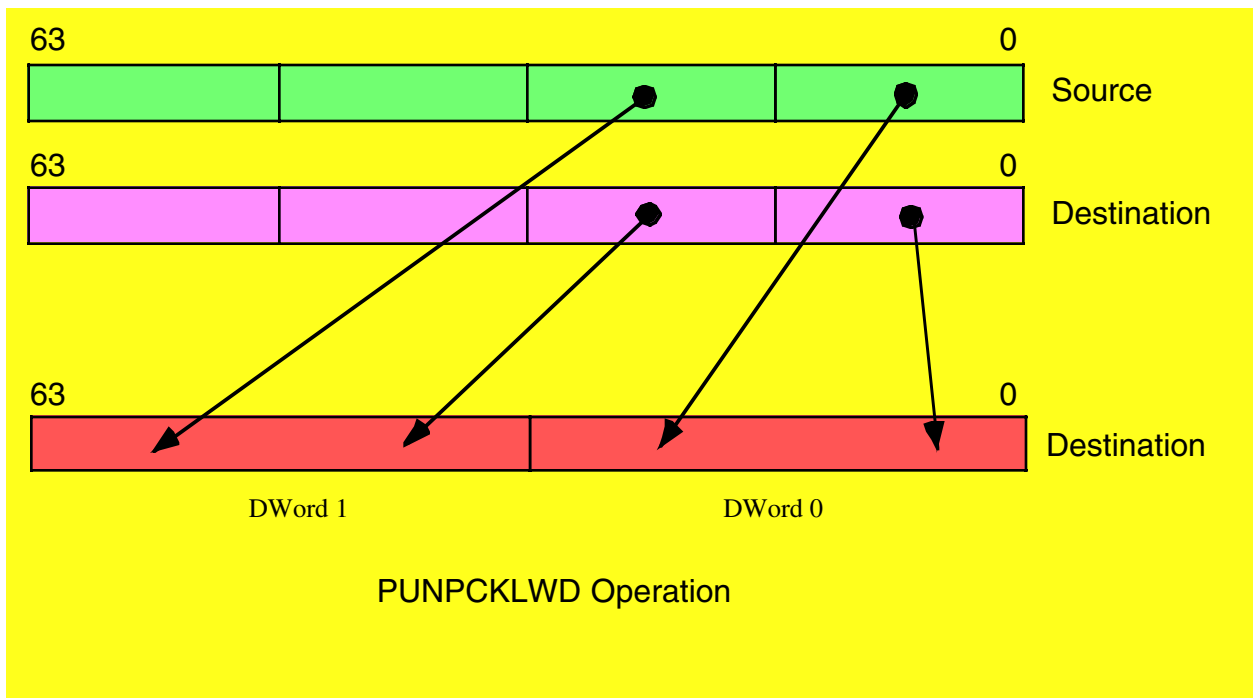 63 0
Source
63 0
Destination
63 0
Destination
DWord 1 DWord 0
PUNPCKLWD Operation